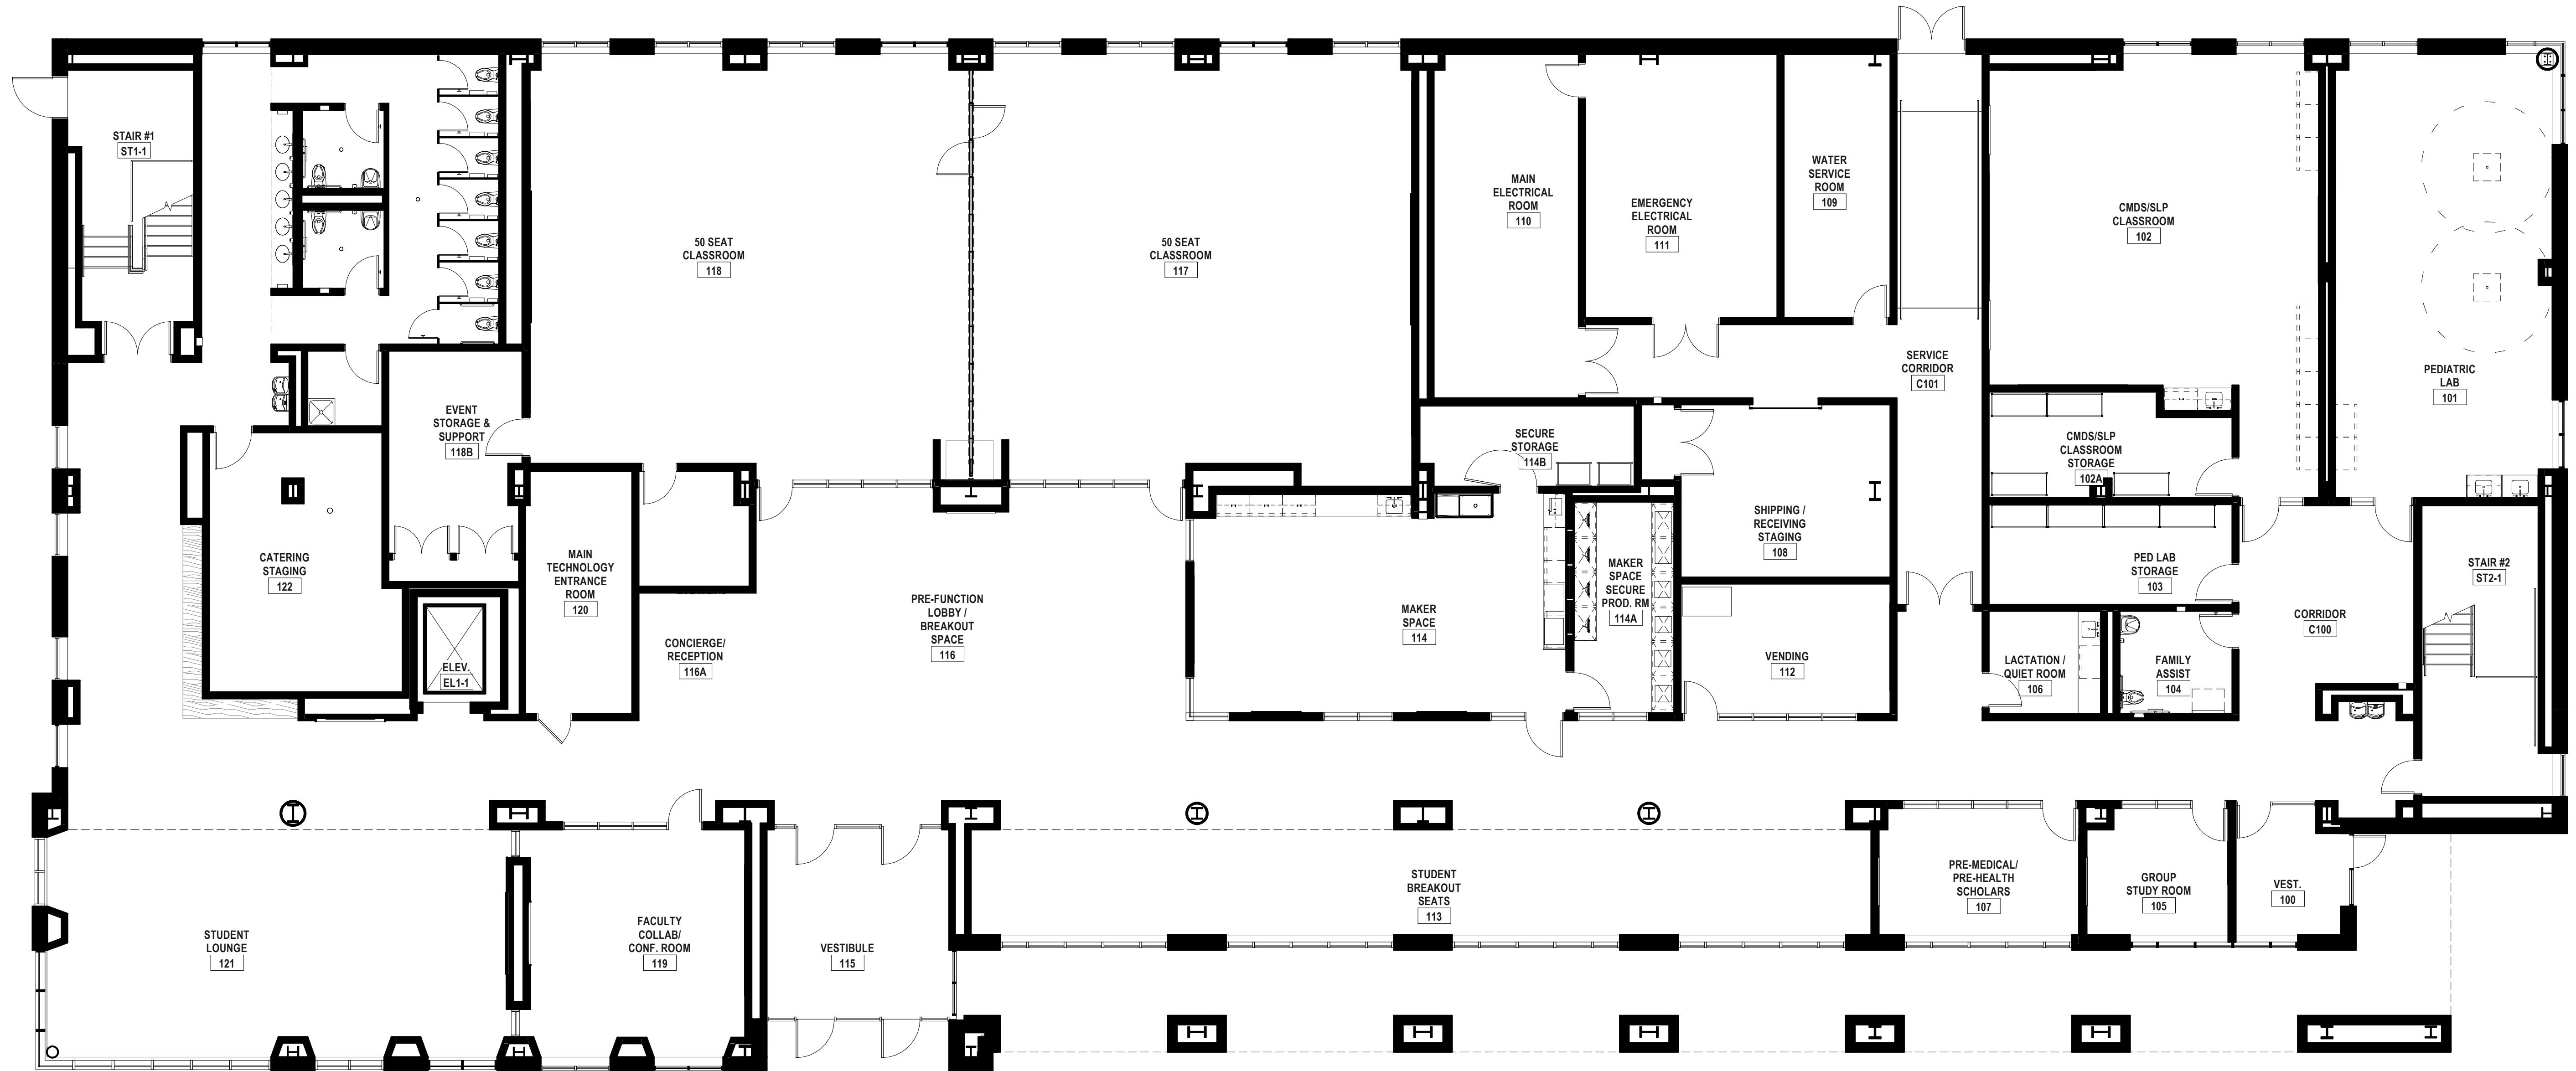 STAIR #1
ST1-1
50 SEAT
CLASSROOM
118
50 SEAT
CLASSROOM
117
MAIN
ELECTRICAL
ROOM
110
EMERGENCY
ELECTRICAL
ROOM
111
WATER
SERVICE
ROOM
109
CMDS/SLP
CLASSROOM
102
SERVICE
CORRIDOR
C101
PEDIATRIC
LAB
101
EVENT
STORAGE &
SUPPORT
118B
SECURE
STORAGE
114B
CMDS/SLP
CLASSROOM
STORAGE
102A
CATERING
STAGING
122
MAIN
TECHNOLOGY
ENTRANCE
ROOM
120
SHIPPING /
RECEIVING
STAGING
108
PED LAB
STORAGE
103
STAIR #2
ST2-1
PRE-FUNCTION
LOBBY /
BREAKOUT
SPACE
116
MAKER
SPACE
114
MAKER
SPACE
SECURE
PROD. RM
114A
CORRIDOR
C100
CONCIERGE/
RECEPTION
116A
ELEV.
EL1-1
VENDING
112
LACTATION /
QUIET ROOM
106
FAMILY
ASSIST
104
STUDENT
LOUNGE
121
FACULTY
COLLAB/
CONF. ROOM
119
VESTIBULE
115
STUDENT
BREAKOUT
SEATS
113
PRE-MEDICAL/
PRE-HEALTH
SCHOLARS
107
GROUP
STUDY ROOM
105
VEST.
100